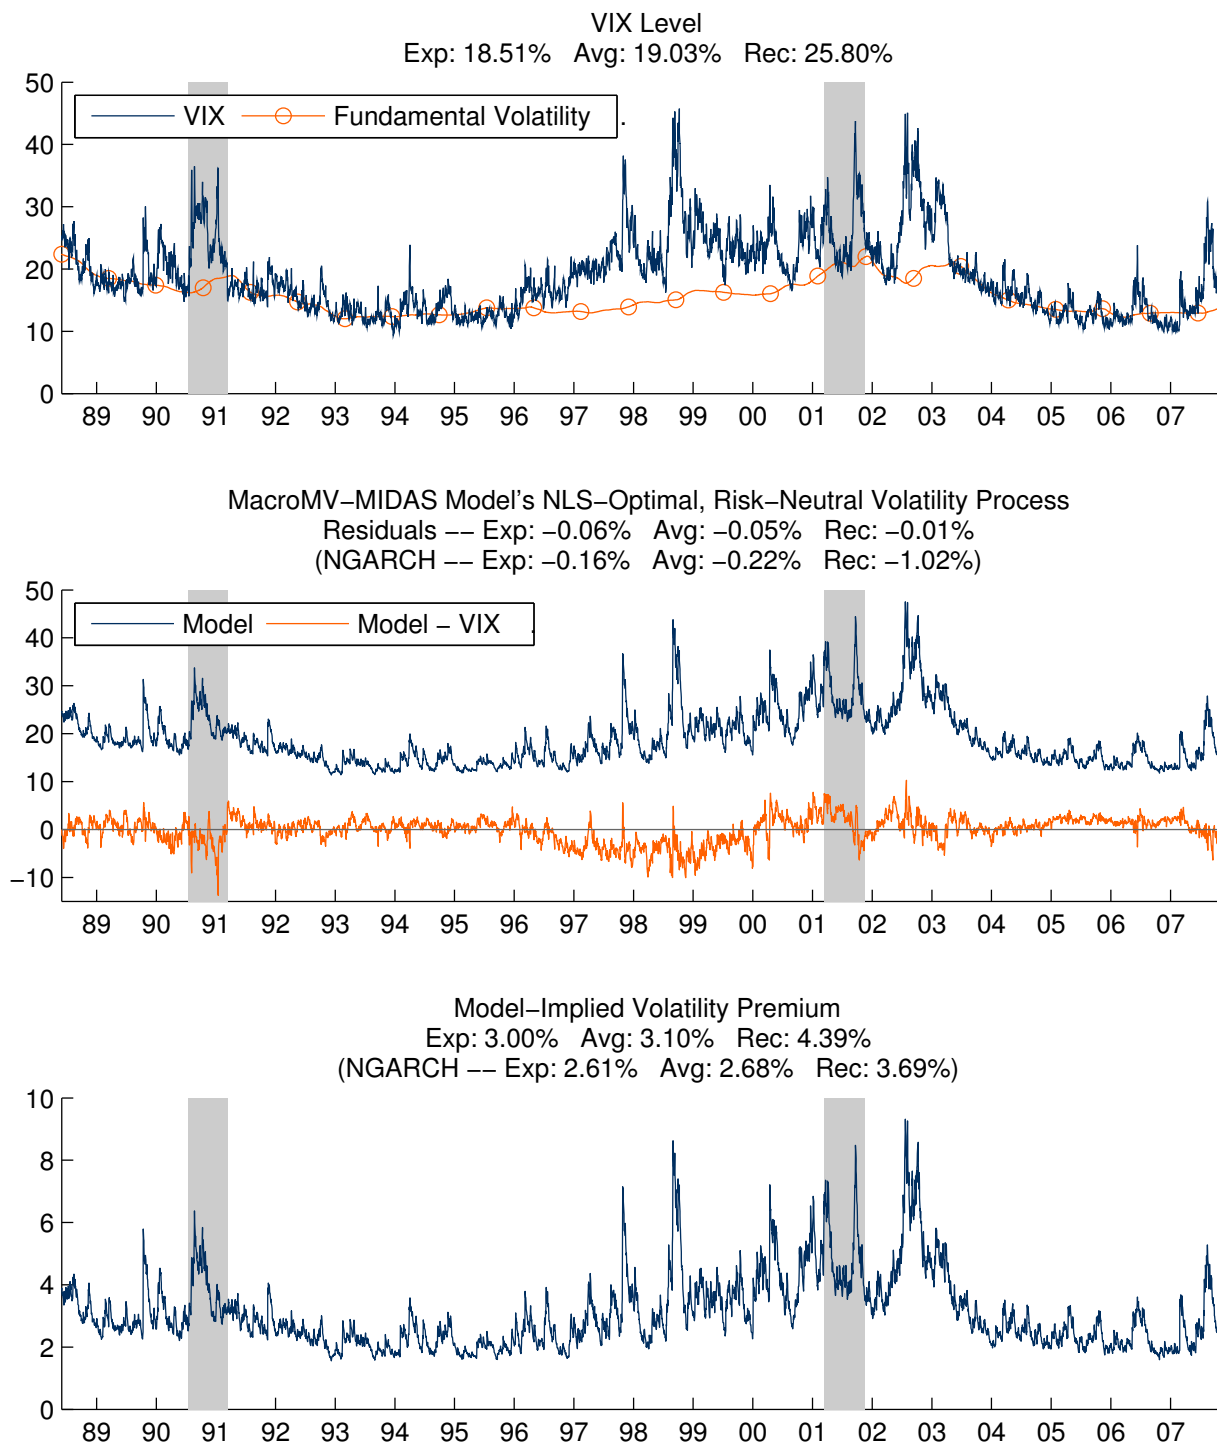 VIX Level
Exp: 18.51% Avg: 19.03% Rec: 25.80%
50
VIX Fundamental Volatility .
40
30
20
10
0
89 90 91 92 93 94 95 96 97 98 99 00 01 02 03 04 05 06 07
MacroMV−MIDAS Model's NLS−Optimal, Risk−Neutral Volatility Process
Residuals −− Exp: −0.06% Avg: −0.05% Rec: −0.01%
(NGARCH −− Exp: −0.16% Avg: −0.22% Rec: −1.02%)
50
Model Model − VIX .
40
30
20
10
0
−10
89 90 91 92 93 94 95 96 97 98 99 00 01 02 03 04 05 06 07
Model−Implied Volatility Premium
Exp: 3.00% Avg: 3.10% Rec: 4.39%
(NGARCH −− Exp: 2.61% Avg: 2.68% Rec: 3.69%)
10
8
6
4
2
0
89 90 91 92 93 94 95 96 97 98 99 00 01 02 03 04 05 06 07